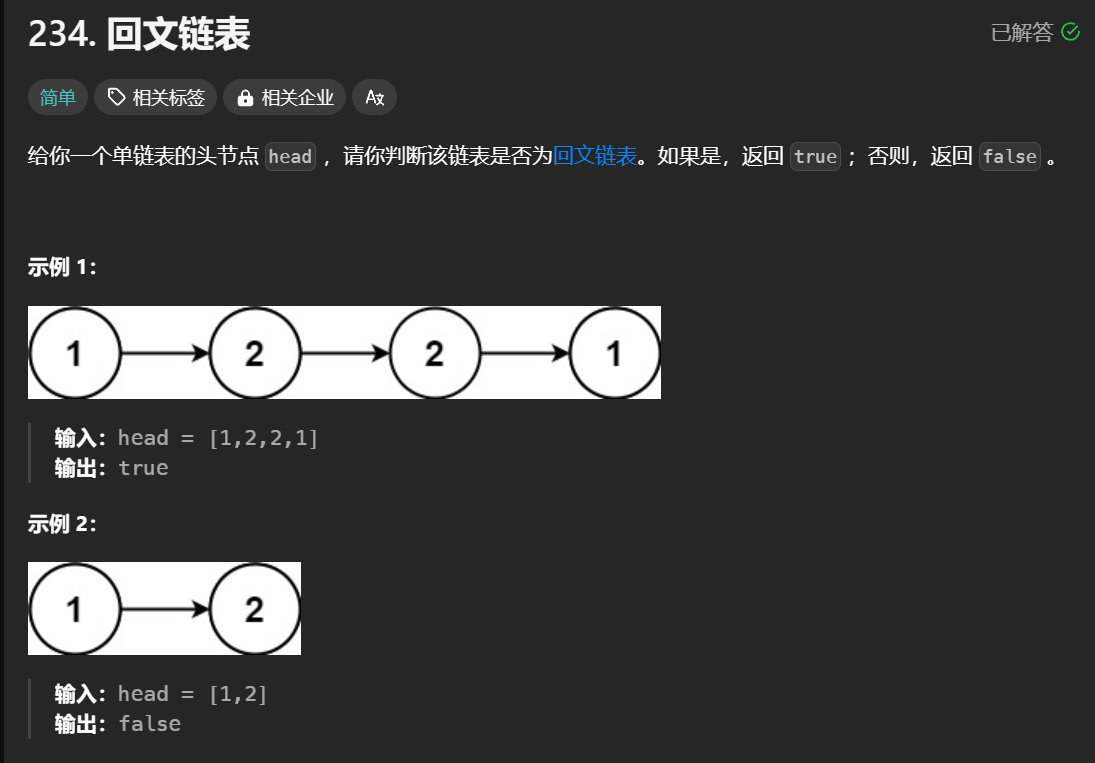 234. 回文链表
已解答
简单
相关标签
相关企业
给你一个单链表的头节点 head ，请你判断该链表是否为回文链表。如果是，返回 true ；否则，返回 false 。
示例 1：
1 2 2 1
输入：head = [1,2,2,1]
输出：true
示例 2：
1 2
输入：head = [1,2]
输出：false